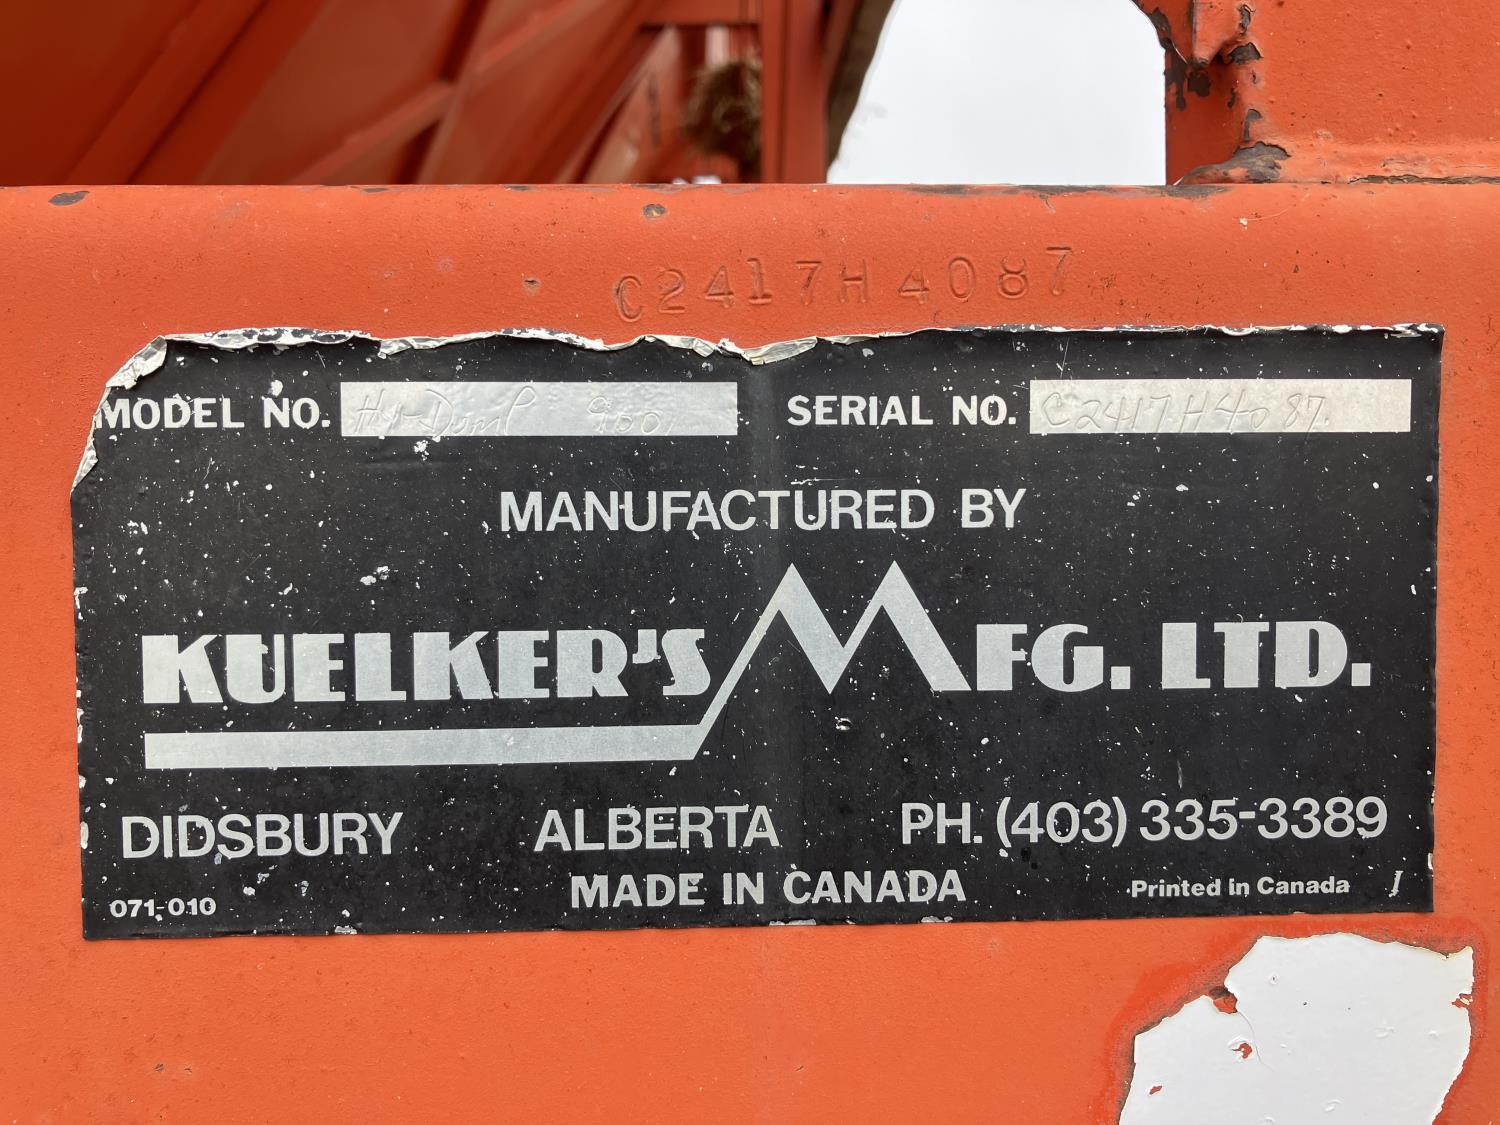 C2417H4087
MODEL NO. Hy-Dump 900 SERIAL NO. C2417H4087
MANUFACTURED BY
KUELKER'S MFG. LTD.
DIDSBURY ALBERTA PH. (403) 335-3389
MADE IN CANADA
071-010 Printed in Canada